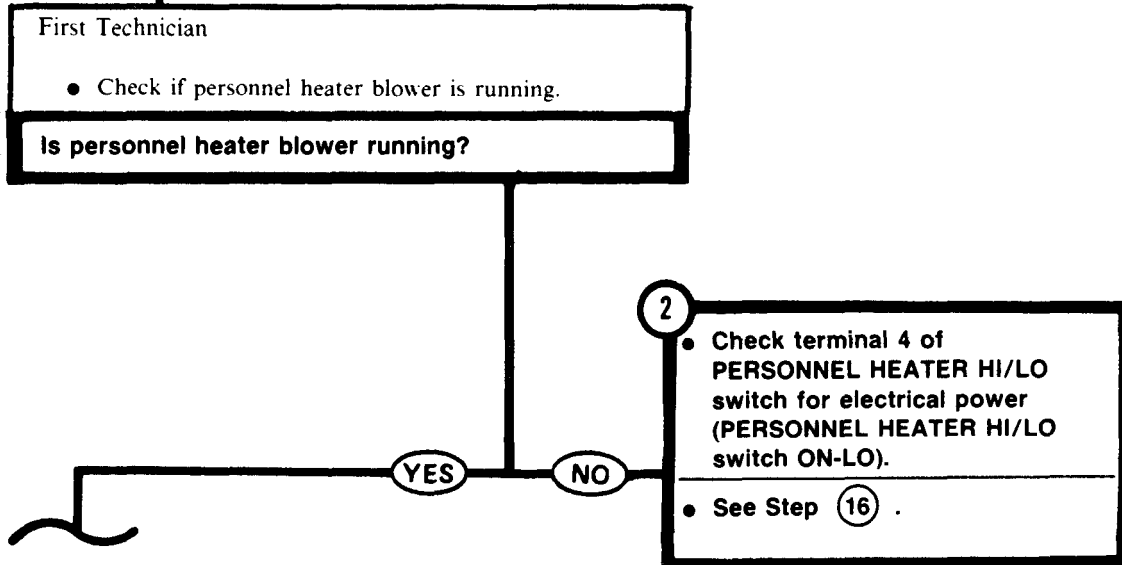 First Technician
● Check if personnel heater blower is running.
Is personnel heater blower running?
2
● Check terminal 4 of
PERSONNEL HEATER HI/LO
switch for electrical power
(PERSONNEL HEATER HI/LO
switch ON-LO).
YES
NO
● See Step 16 .